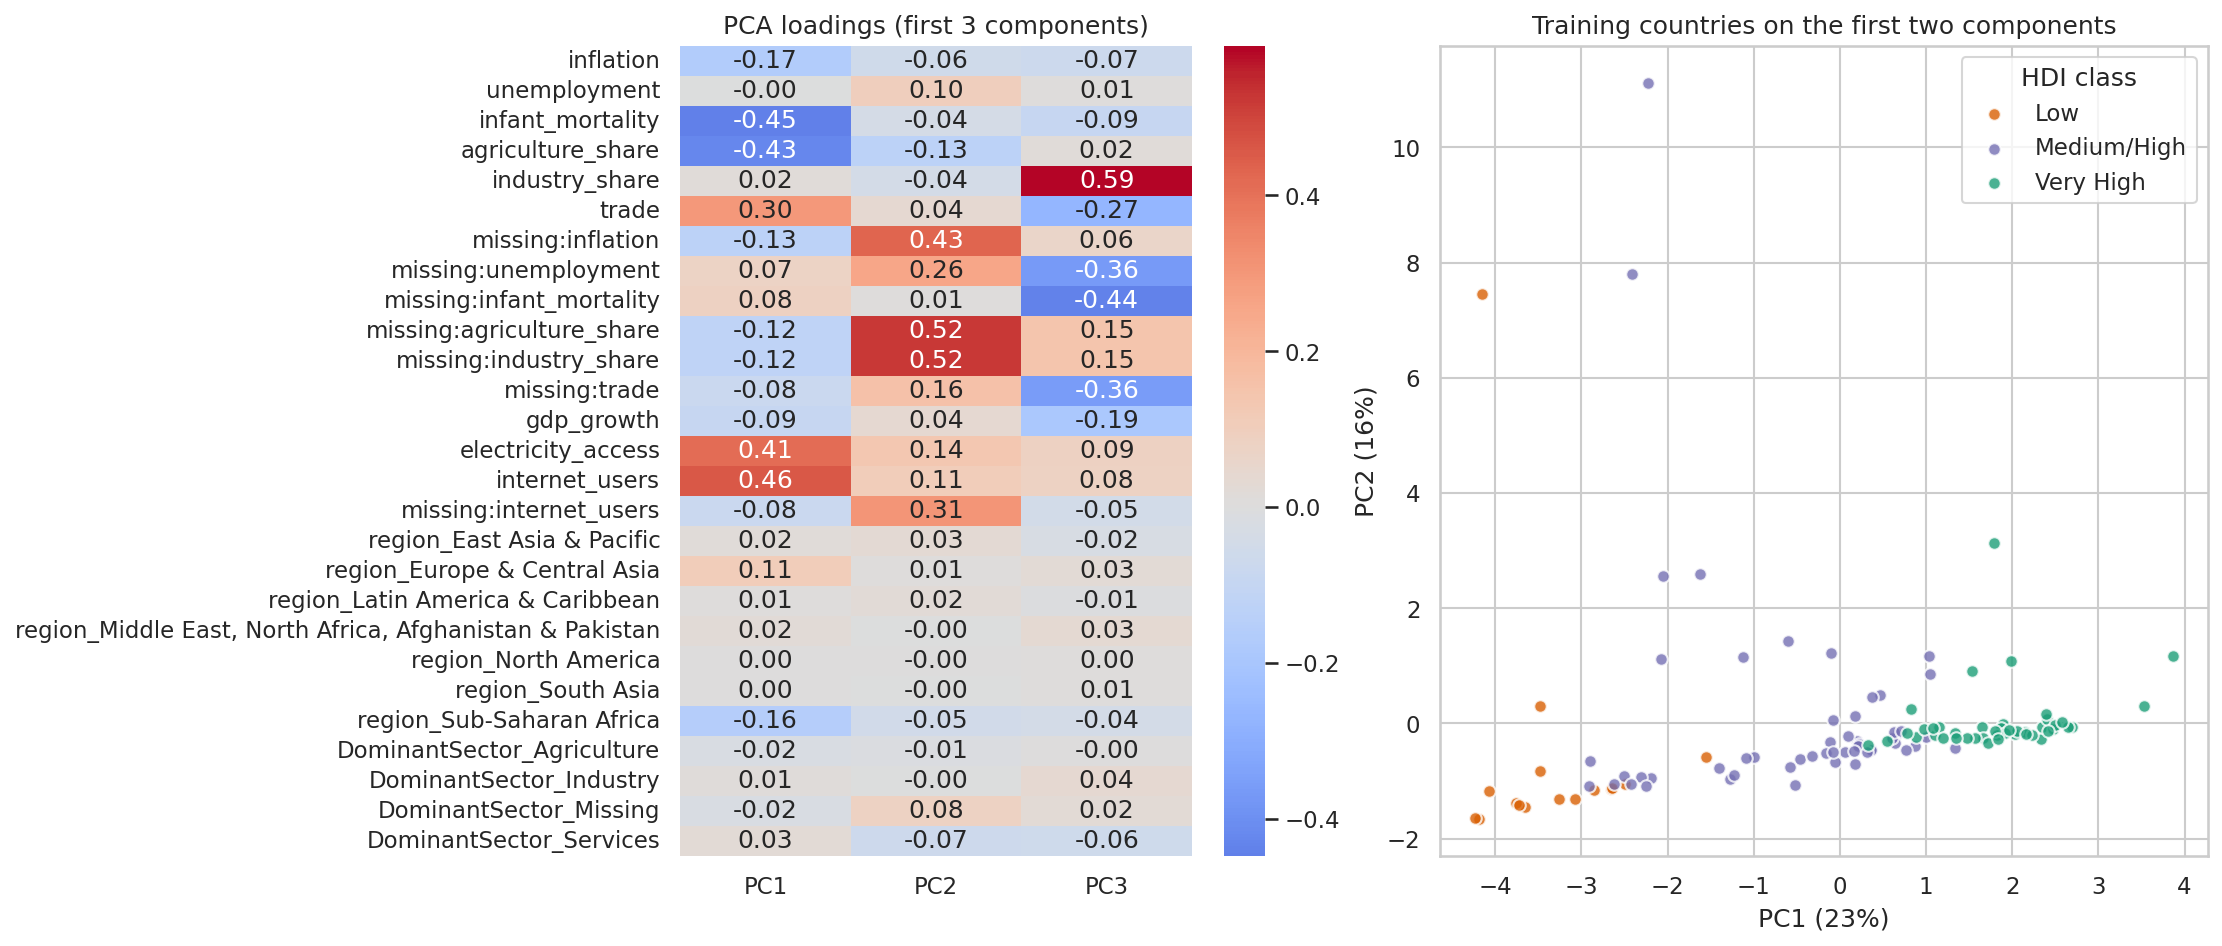 PCA loadings (first 3 components)
inflation -0.17 -0.06 -0.07
unemployment -0.00 0.10 0.01
infant_mortality -0.45 -0.04 -0.09
agriculture_share -0.43 -0.13 0.02
industry_share 0.02 -0.04 0.59
trade 0.30 0.04 -0.27
missing:inflation -0.13 0.43 0.06
missing:unemployment 0.07 0.26 -0.36
missing:infant_mortality 0.08 0.01 -0.44
missing:agriculture_share -0.12 0.52 0.15
missing:industry_share -0.12 0.52 0.15
missing:trade -0.08 0.16 -0.36
gdp_growth -0.09 0.04 -0.19
electricity_access 0.41 0.14 0.09
internet_users 0.46 0.11 0.08
missing:internet_users -0.08 0.31 -0.05
region_East Asia & Pacific 0.02 0.03 -0.02
region_Europe & Central Asia 0.11 0.01 0.03
region_Latin America & Caribbean 0.01 0.02 -0.01
region_Middle East, North Africa, Afghanistan & Pakistan 0.02 -0.00 0.03
region_North America 0.00 -0.00 0.00
region_South Asia 0.00 -0.00 0.01
region_Sub-Saharan Africa -0.16 -0.05 -0.04
DominantSector_Agriculture -0.02 -0.01 -0.00
DominantSector_Industry 0.01 -0.00 0.04
DominantSector_Missing -0.02 0.08 0.02
DominantSector_Services 0.03 -0.07 -0.06
PC1 PC2 PC3
0.4
0.2
0.0
−0.2
−0.4
Training countries on the first two components
HDI class
Low
Medium/High
Very High
PC2 (16%)
10
8
6
4
2
0
−2
−4 −3 −2 −1 0 1 2 3 4
PC1 (23%)